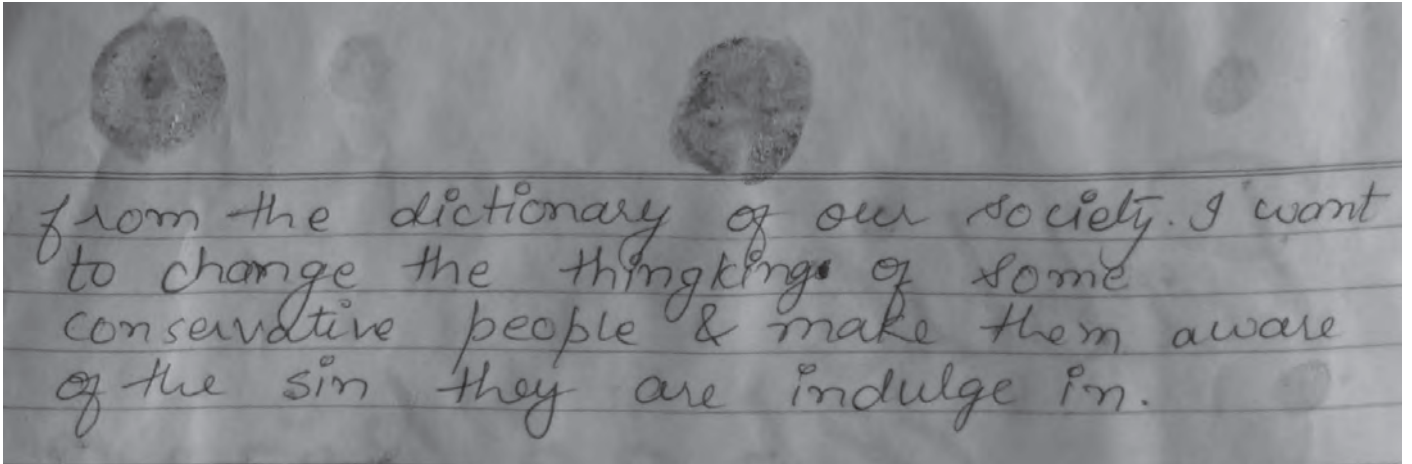 from the dictionary of our society. I want
to change the thingking of some
conservative people & make them aware
of the sin they are indulge in.